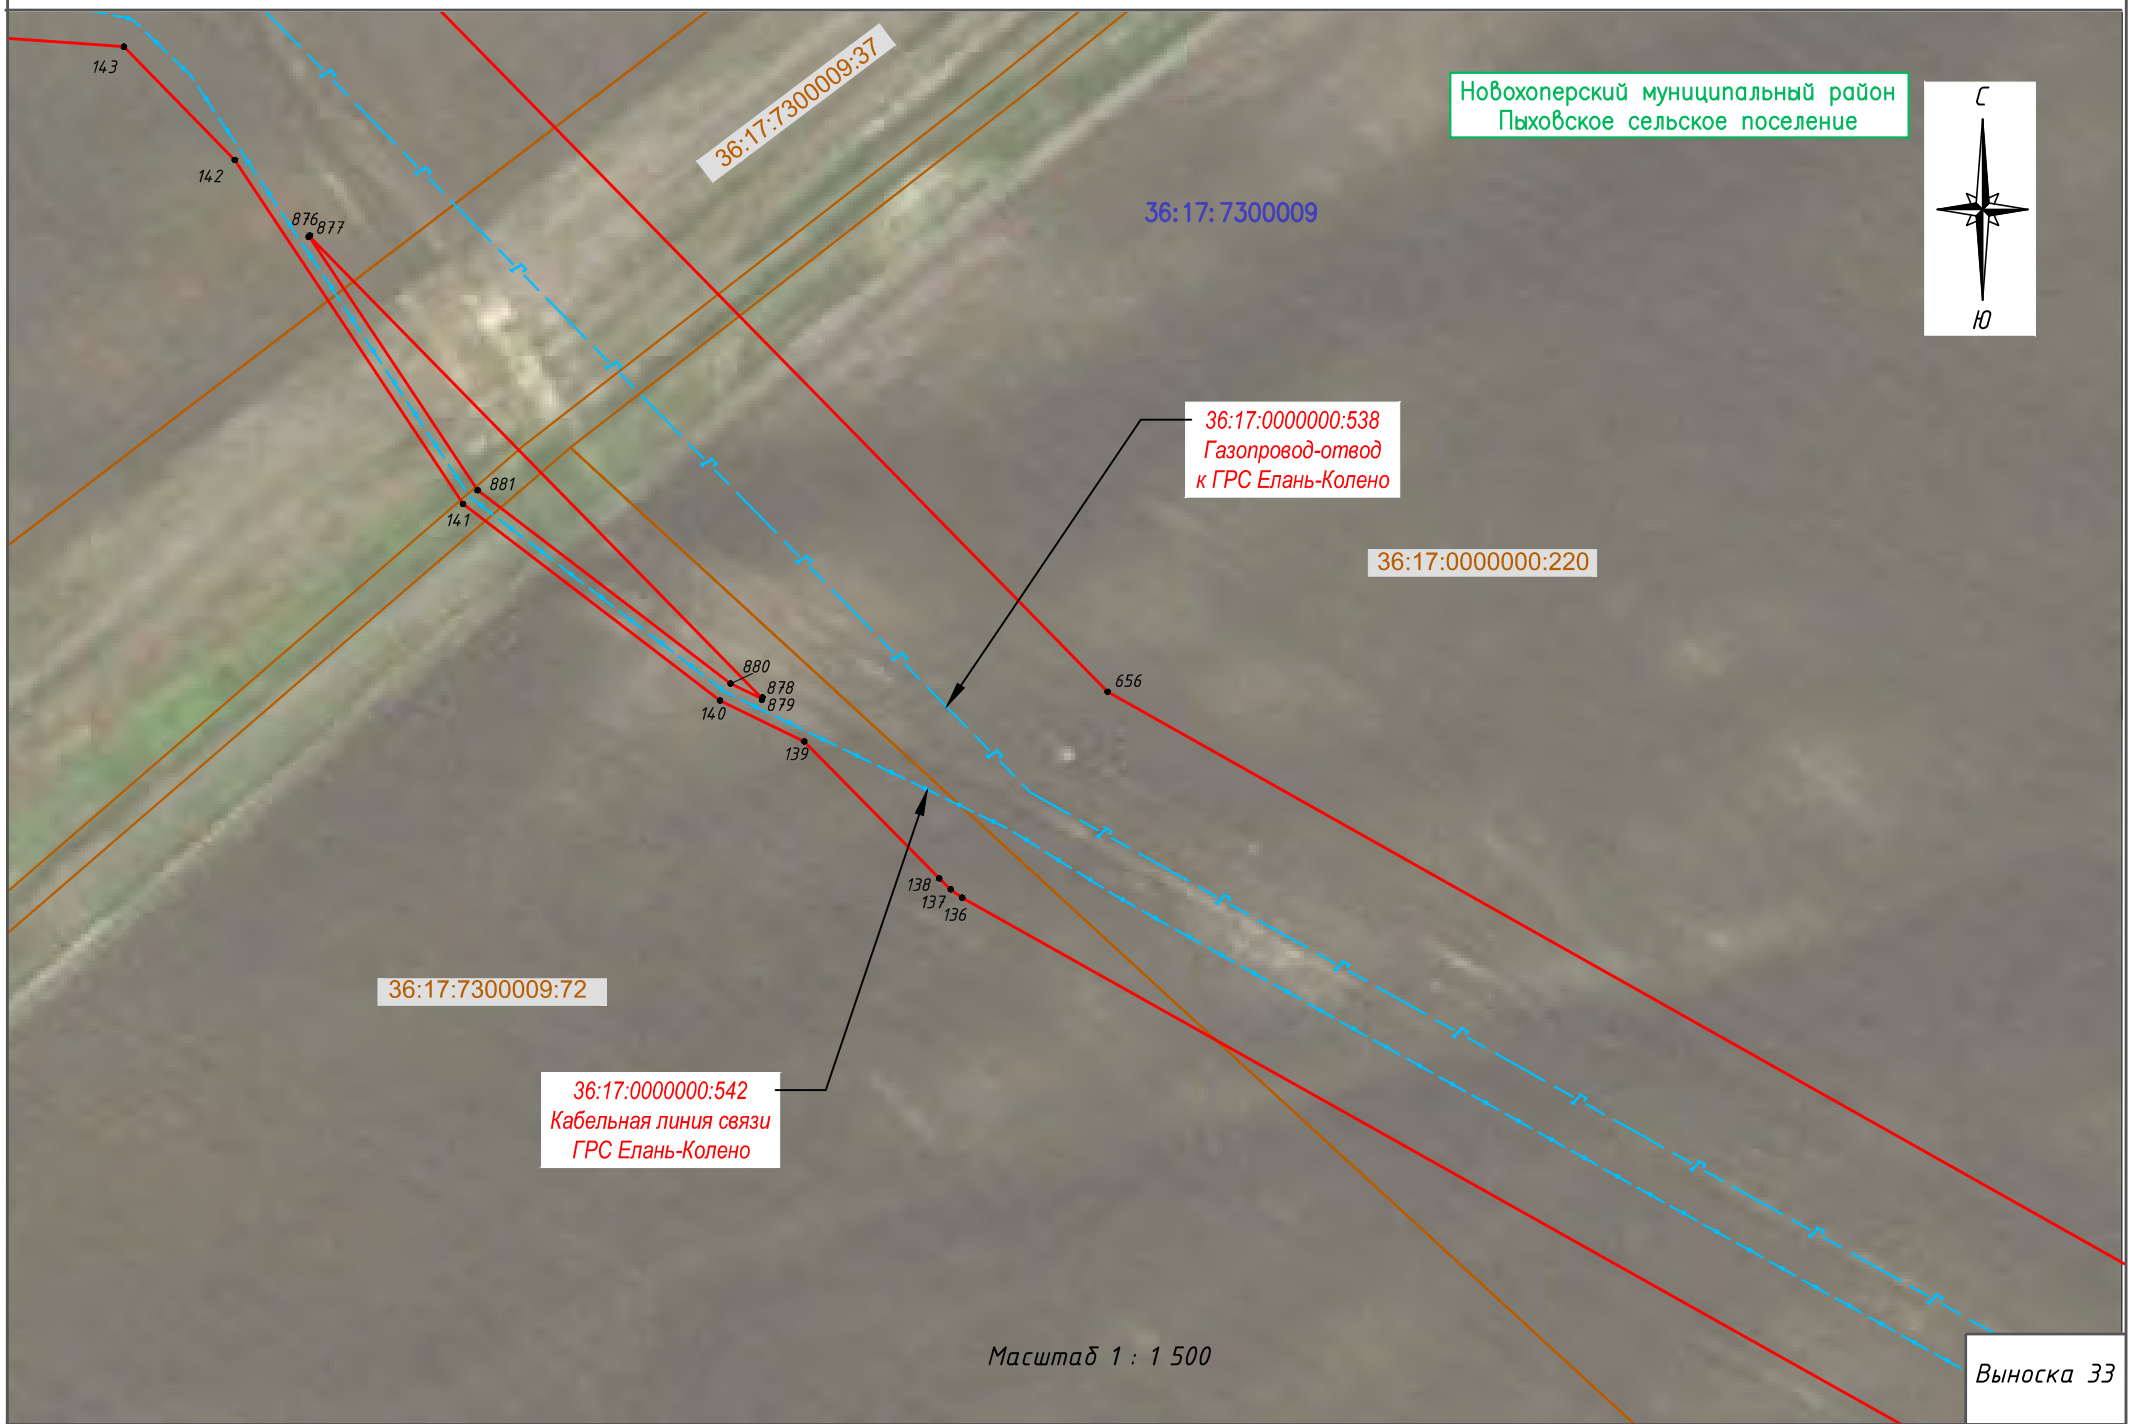 143
36:17:7300009:37
Новохоперский муниципальный район
Пыховское сельское поселение
С
Ю
142
876
877
36:17:7300009
36:17:0000000:538
Газопровод-отвод
к ГРС Елань-Колено
881
141
36:17:0000000:220
880
878
879
140
656
139
138
137
136
36:17:7300009:72
36:17:0000000:542
Кабельная линия связи
ГРС Елань-Колено
Масштаб 1 : 1 500
Выноска 33